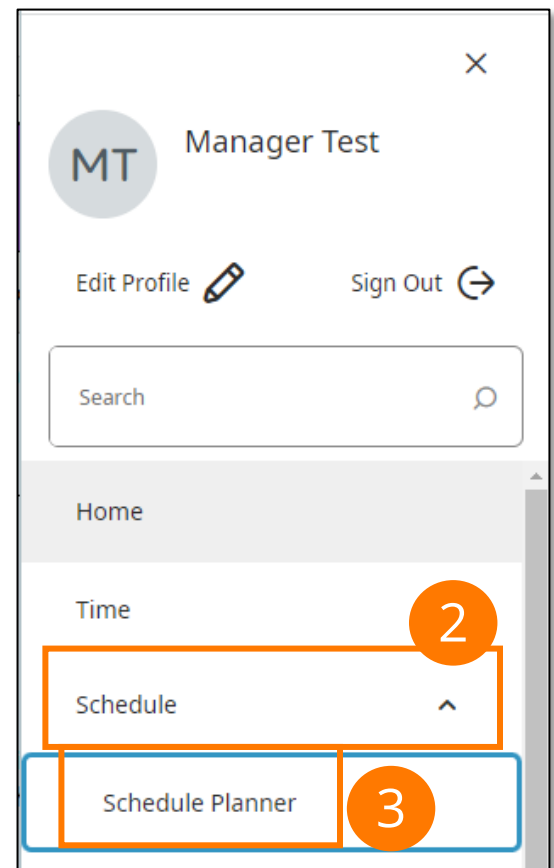 MT
Manager Test
Edit Profile
Sign Out
Search
Home
Time
2
Schedule
Schedule Planner
3